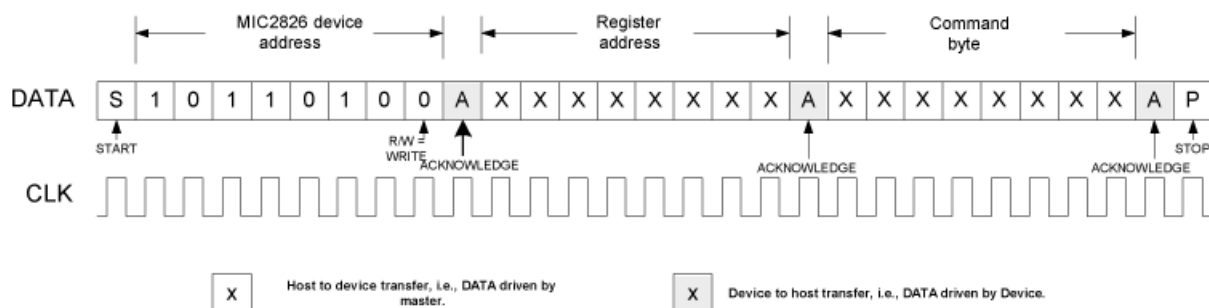 MIC2826 device
address
Register
address
Command
byte
DATA S 1 0 1 1 0 1 0 0 A X X X X X X X X A X X X X X X X X A P
START
R/W =
WRITE
ACKNOWLEDGE
ACKNOWLEDGE
ACKNOWLEDGE
STOP
CLK
X Host to device transfer, i.e., DATA driven by
master.
X Device to host transfer, i.e., DATA driven by Device.